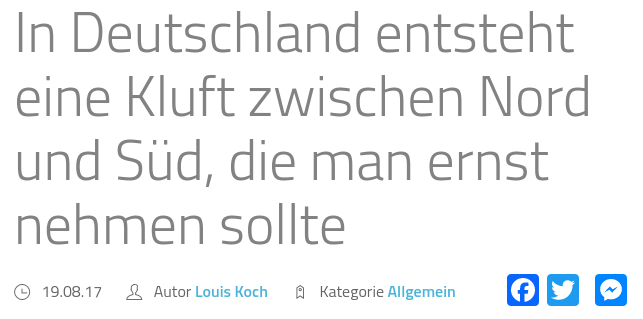 In Deutschland entsteht
eine Kluft zwischen Nord
und Süd, die man ernst
nehmen sollte
19.08.17 Autor Louis Koch Kategorie Allgemein